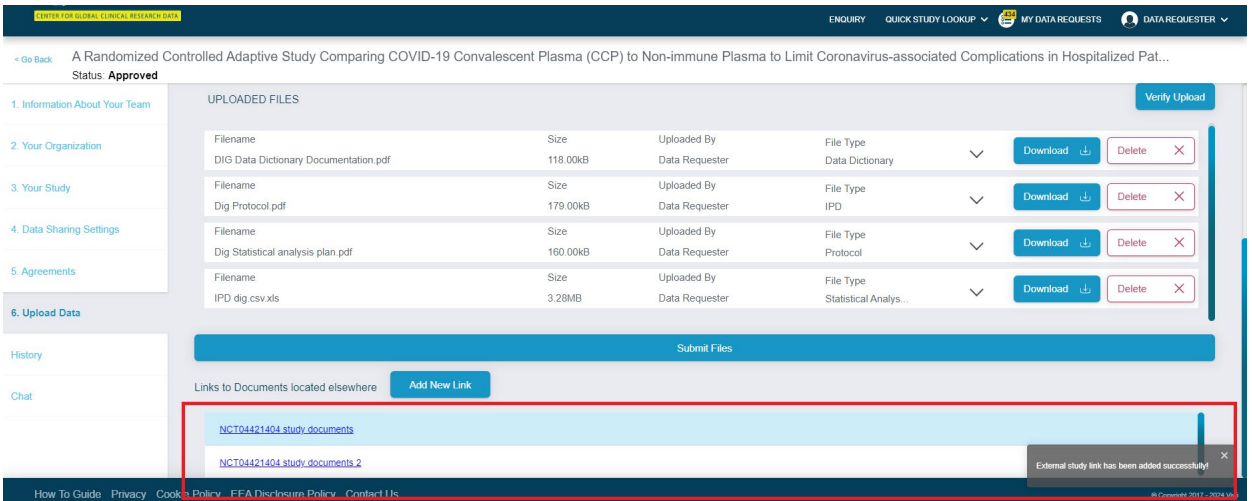 CENTER FOR GLOBAL CLINICAL RESEARCH DATA
ENQUIRY QUICK STUDY LOOKUP 434 MY DATA REQUESTS DATA REQUESTER
< Go Back A Randomized Controlled Adaptive Study Comparing COVID-19 Convalescent Plasma (CCP) to Non-immune Plasma to Limit Coronavirus-associated Complications in Hospitalized Pat...
Status: Approved
1. Information About Your Team
2. Your Organization
3. Your Study
4. Data Sharing Settings
5. Agreements
6. Upload Data
History
Chat
UPLOADED FILES Verify Upload
Filename Size Uploaded By File Type
DIG Data Dictionary Documentation.pdf 118.00kB Data Requester Data Dictionary Download Delete
Filename Size Uploaded By File Type
Dig Protocol.pdf 179.00kB Data Requester IPD Download Delete
Filename Size Uploaded By File Type
Dig Statistical analysis plan.pdf 160.00kB Data Requester Protocol Download Delete
Filename Size Uploaded By File Type
IPD dig.csv.xls 3.28MB Data Requester Statistical Analys... Download Delete
Submit Files
Links to Documents located elsewhere Add New Link
NCT04421404 study documents
NCT04421404 study documents 2
External study link has been added successfully!
How To Guide Privacy Cookie Policy EEA Disclosure Policy Contact Us © Copyright 2017 - 2024